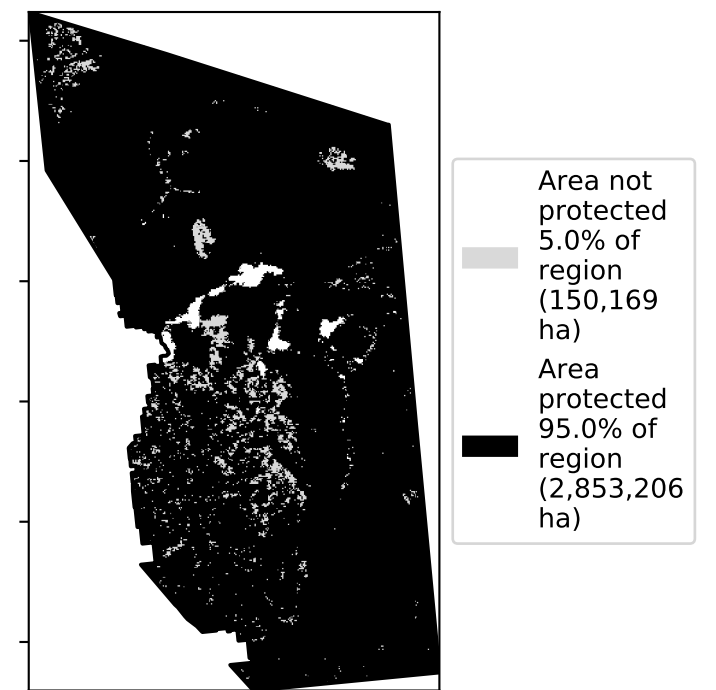 Area not
protected
5.0% of
region
(150,169
ha)
Area
protected
95.0% of
region
(2,853,206
ha)